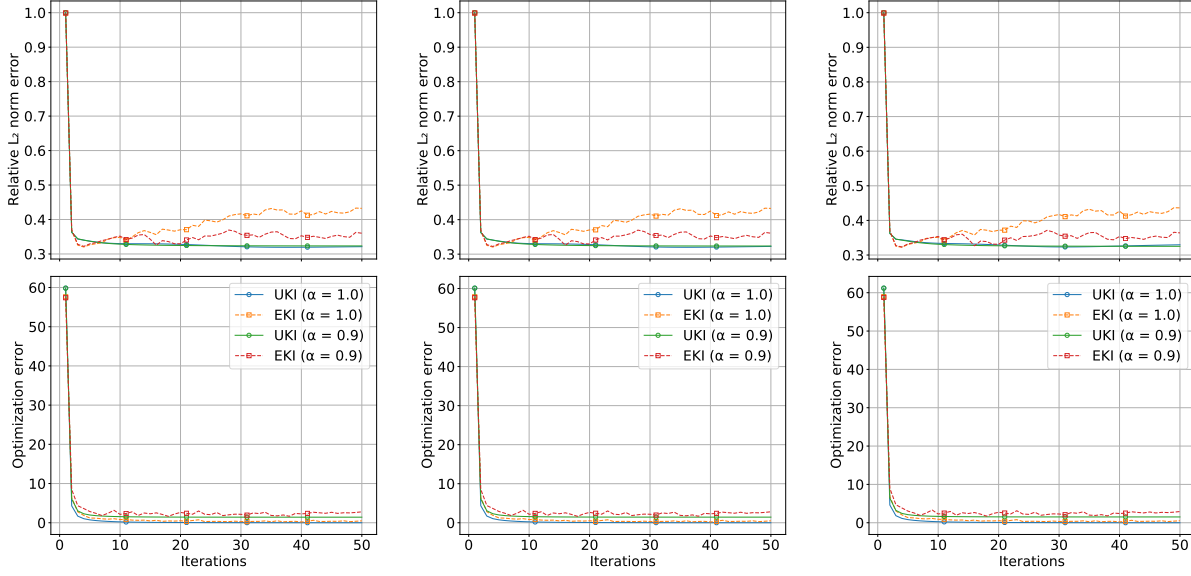 1.0
0.9
0.8
0.7
0.6
0.5
0.4
0.3
Relative L₂ norm error
1.0
0.9
0.8
0.7
0.6
0.5
0.4
0.3
Relative L₂ norm error
1.0
0.9
0.8
0.7
0.6
0.5
0.4
0.3
Relative L₂ norm error
60
50
40
30
20
10
0
Optimization error
UKI (α = 1.0)
EKI (α = 1.0)
UKI (α = 0.9)
EKI (α = 0.9)
0 10 20 30 40 50
Iterations
60
50
40
30
20
10
0
Optimization error
UKI (α = 1.0)
EKI (α = 1.0)
UKI (α = 0.9)
EKI (α = 0.9)
0 10 20 30 40 50
Iterations
60
50
40
30
20
10
0
Optimization error
UKI (α = 1.0)
EKI (α = 1.0)
UKI (α = 0.9)
EKI (α = 0.9)
0 10 20 30 40 50
Iterations